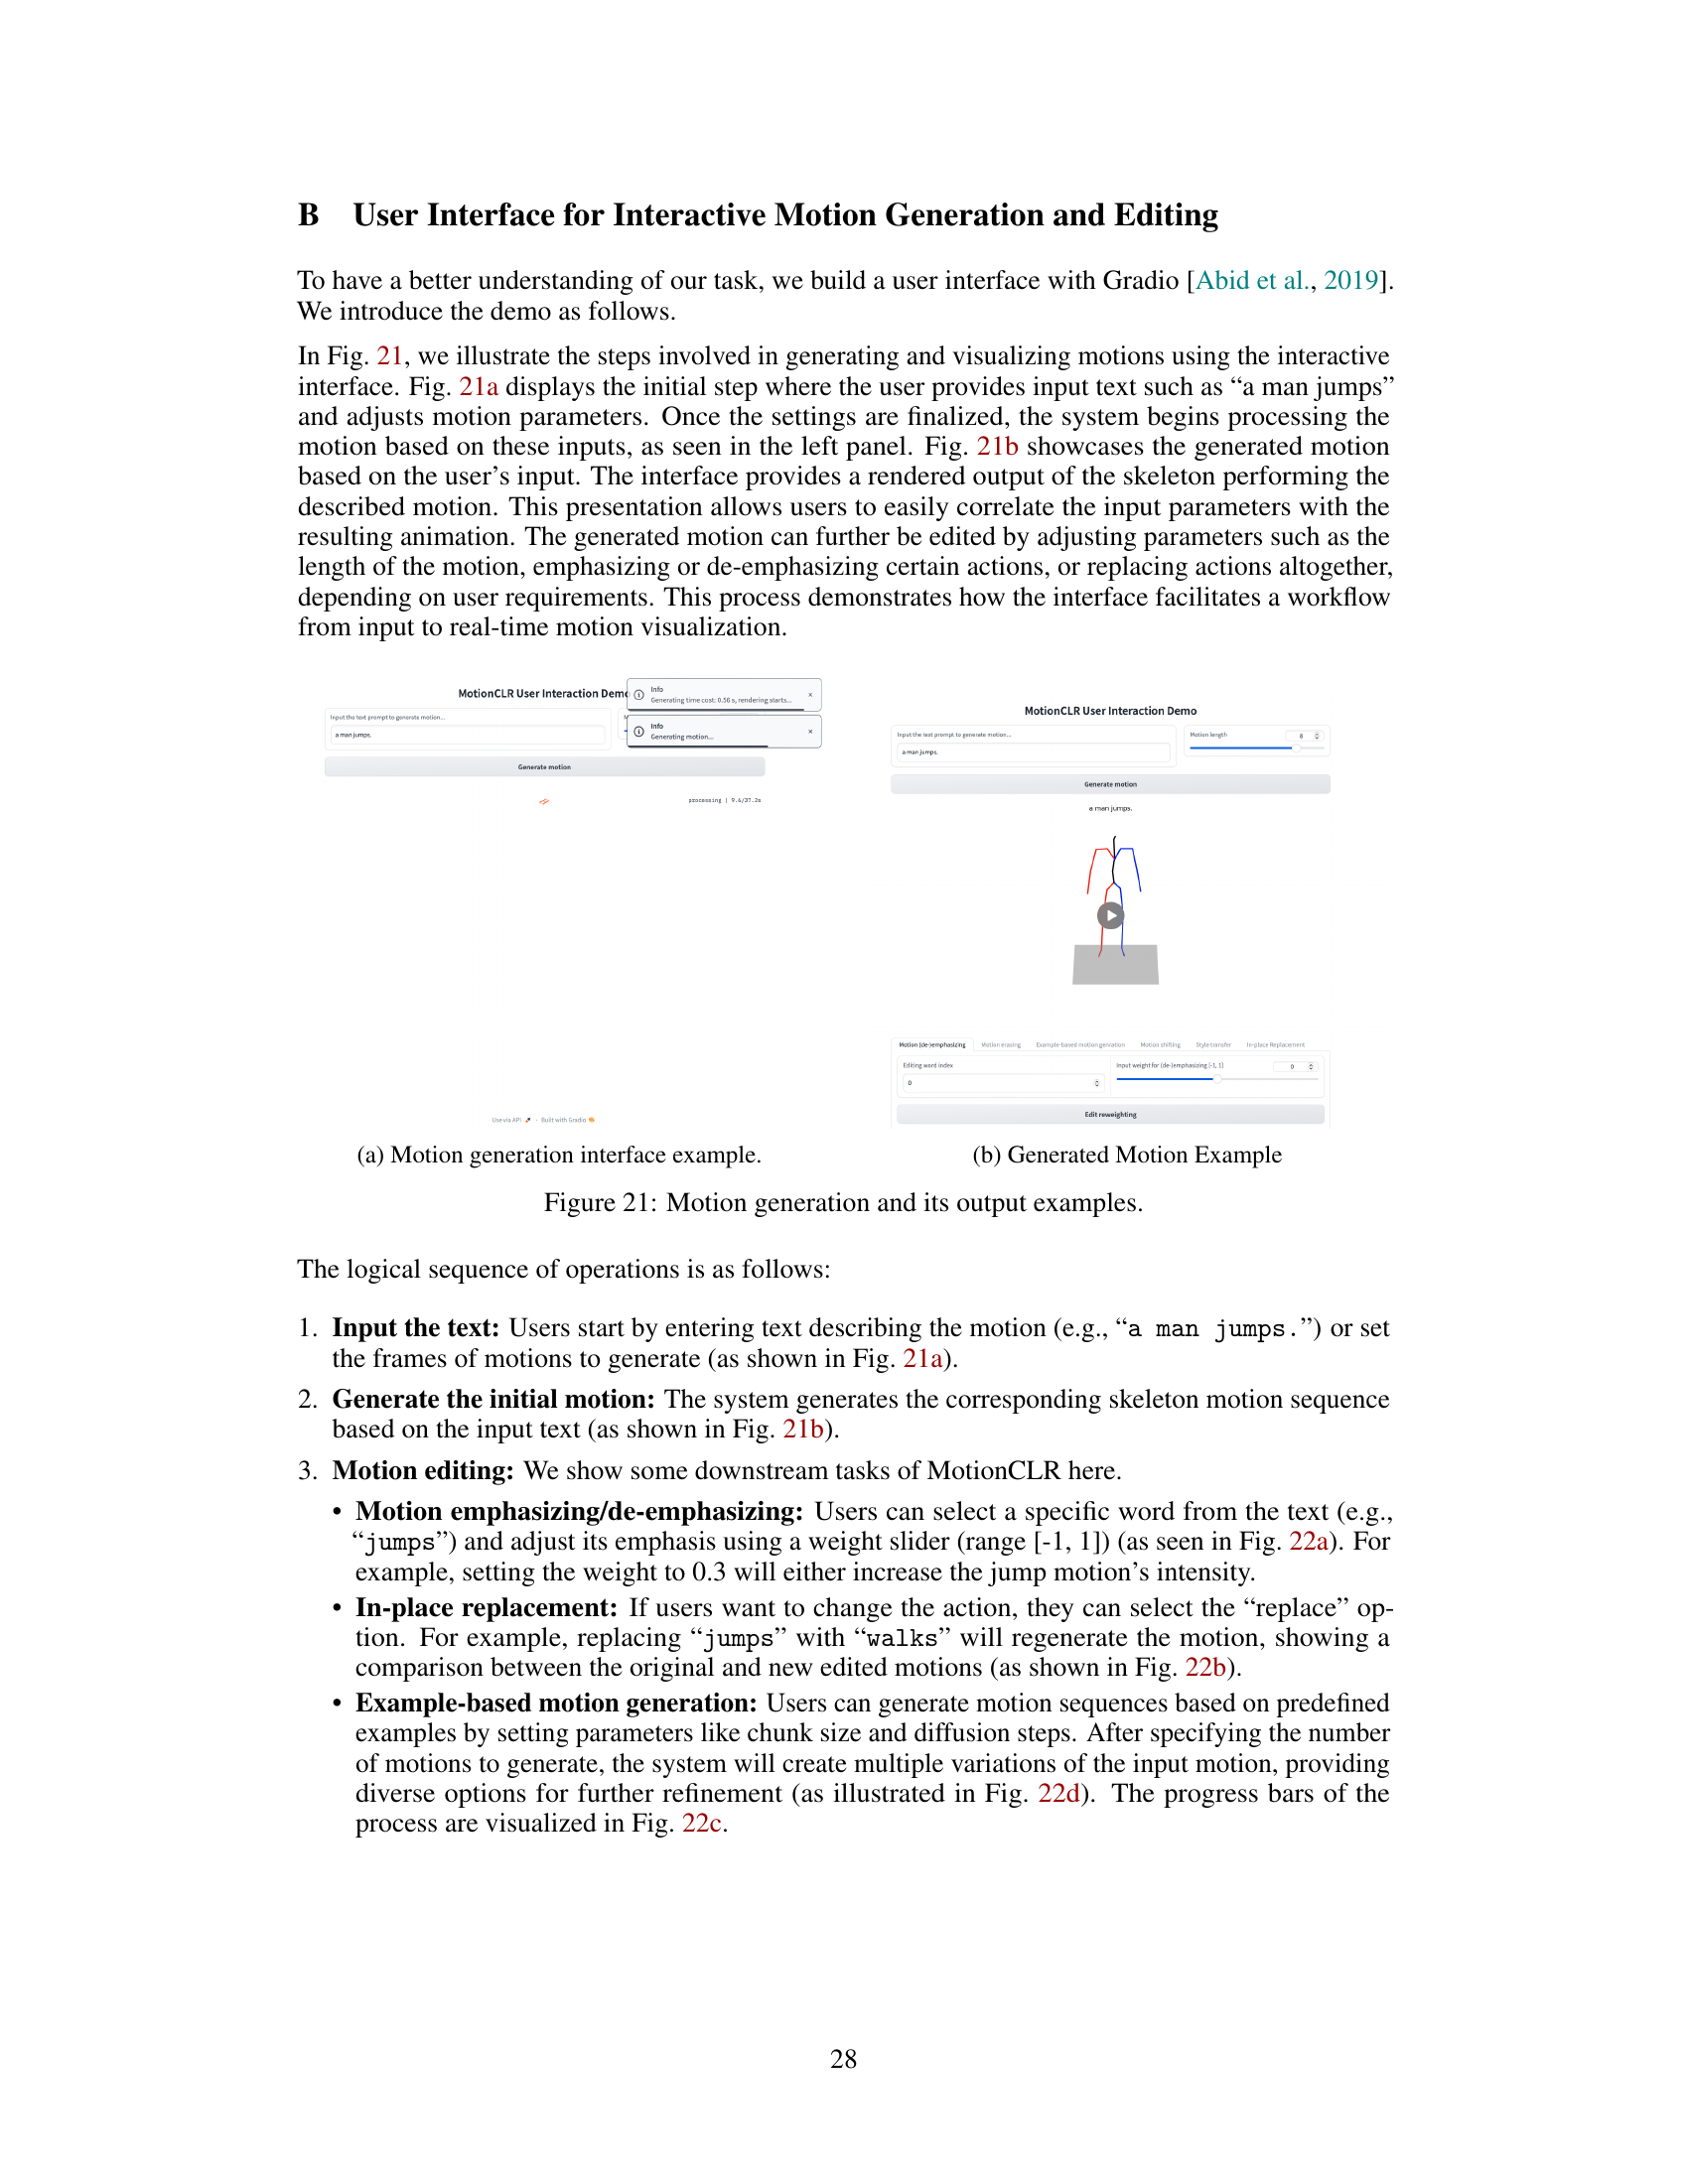 B User Interface for Interactive Motion Generation and Editing
To have a better understanding of our task, we build a user interface with Gradio [Abid et al., 2019].
We introduce the demo as follows.
In Fig. 21, we illustrate the steps involved in generating and visualizing motions using the interactive
interface. Fig. 21a displays the initial step where the user provides input text such as “a man jumps”
and adjusts motion parameters. Once the settings are finalized, the system begins processing the
motion based on these inputs, as seen in the left panel. Fig. 21b showcases the generated motion
based on the user’s input. The interface provides a rendered output of the skeleton performing the
described motion. This presentation allows users to easily correlate the input parameters with the
resulting animation. The generated motion can further be edited by adjusting parameters such as the
length of the motion, emphasizing or de-emphasizing certain actions, or replacing actions altogether,
depending on user requirements. This process demonstrates how the interface facilitates a workflow
from input to real-time motion visualization.
MotionCLR User Interaction Demo
Info
Generating time cost: 0.56 s, rendering starts...
Input the text prompt to generate motion...
a man jumps.
Info
Generating motion...
Generate motion
processing | 9.6/37.2s
Use via API · Built with Gradio
(a) Motion generation interface example.
MotionCLR User Interaction Demo
Input the text prompt to generate motion...
a man jumps.
Motion length
8
Generate motion
a man jumps.
Motion (de-)emphasizing Motion erasing Example-based motion genration Motion shifting Style transfer In-place Replacement
Editing word index
0
Input weight for (de-)emphasizing [-1, 1]
0
Edit reweighting
(b) Generated Motion Example
Figure 21: Motion generation and its output examples.
The logical sequence of operations is as follows:
1. Input the text: Users start by entering text describing the motion (e.g., “a man jumps.”) or set
the frames of motions to generate (as shown in Fig. 21a).
2. Generate the initial motion: The system generates the corresponding skeleton motion sequence
based on the input text (as shown in Fig. 21b).
3. Motion editing: We show some downstream tasks of MotionCLR here.
• Motion emphasizing/de-emphasizing: Users can select a specific word from the text (e.g.,
“jumps”) and adjust its emphasis using a weight slider (range [-1, 1]) (as seen in Fig. 22a). For
example, setting the weight to 0.3 will either increase the jump motion’s intensity.
• In-place replacement: If users want to change the action, they can select the “replace” op-
tion. For example, replacing “jumps” with “walks” will regenerate the motion, showing a
comparison between the original and new edited motions (as shown in Fig. 22b).
• Example-based motion generation: Users can generate motion sequences based on predefined
examples by setting parameters like chunk size and diffusion steps. After specifying the number
of motions to generate, the system will create multiple variations of the input motion, providing
diverse options for further refinement (as illustrated in Fig. 22d). The progress bars of the
process are visualized in Fig. 22c.
28